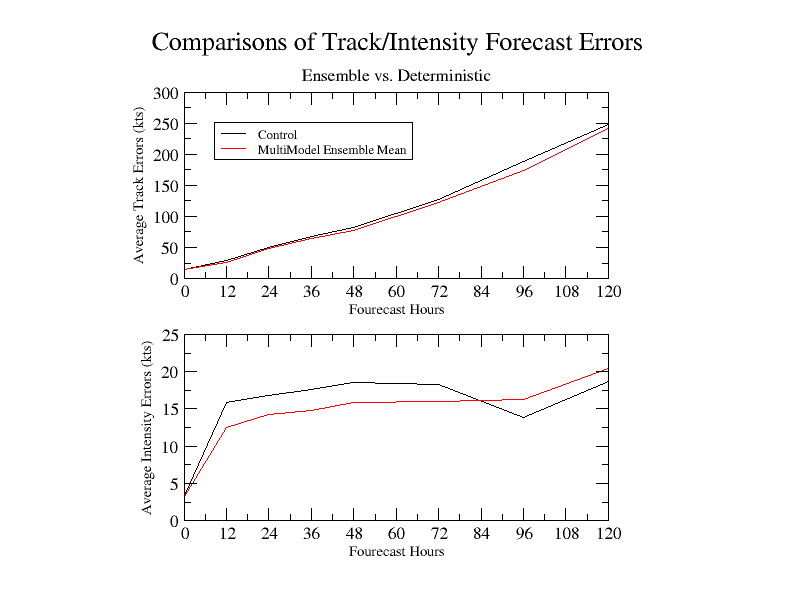 Comparisons of Track/Intensity Forecast Errors
Ensemble vs. Deterministic
Average Track Errors (kts)
300
250
200
150
100
50
0
Control
MultiModel Ensemble Mean
0 12 24 36 48 60 72 84 96 108 120
Fourecast Hours
Average Intensity Errors (kts)
25
20
15
10
5
0
0 12 24 36 48 60 72 84 96 108 120
Fourecast Hours